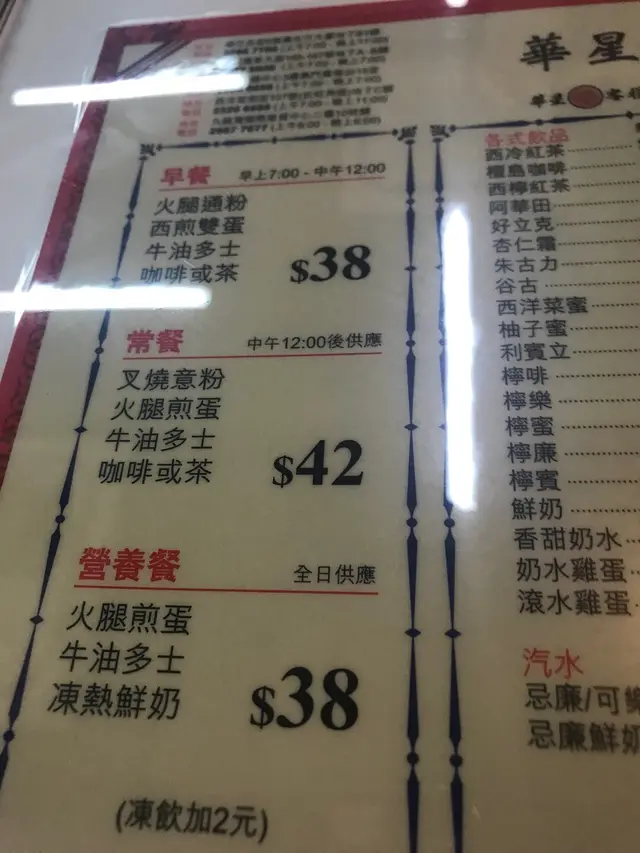 華星
早餐 早上7:00 - 中午12:00
火腿通粉
西煎雙蛋
牛油多士
咖啡或茶
$38
常餐 中午12:00後供應
叉燒意粉
火腿煎蛋
牛油多士
咖啡或茶
$42
營養餐 全日供應
火腿煎蛋
牛油多士
凍熱鮮奶
$38
(凍飲加2元)
各式飲品
西冷紅茶
檀島咖啡
西檸紅茶
阿華田
好立克
杏仁霜
朱古力
谷古
西洋菜蜜
柚子蜜
利賓立
檸啡
檸樂
檸蜜
檸廉
檸賓
鮮奶
香甜奶水
奶水雞蛋
滾水雞蛋
汽水
忌廉/可樂
忌廉鮮奶